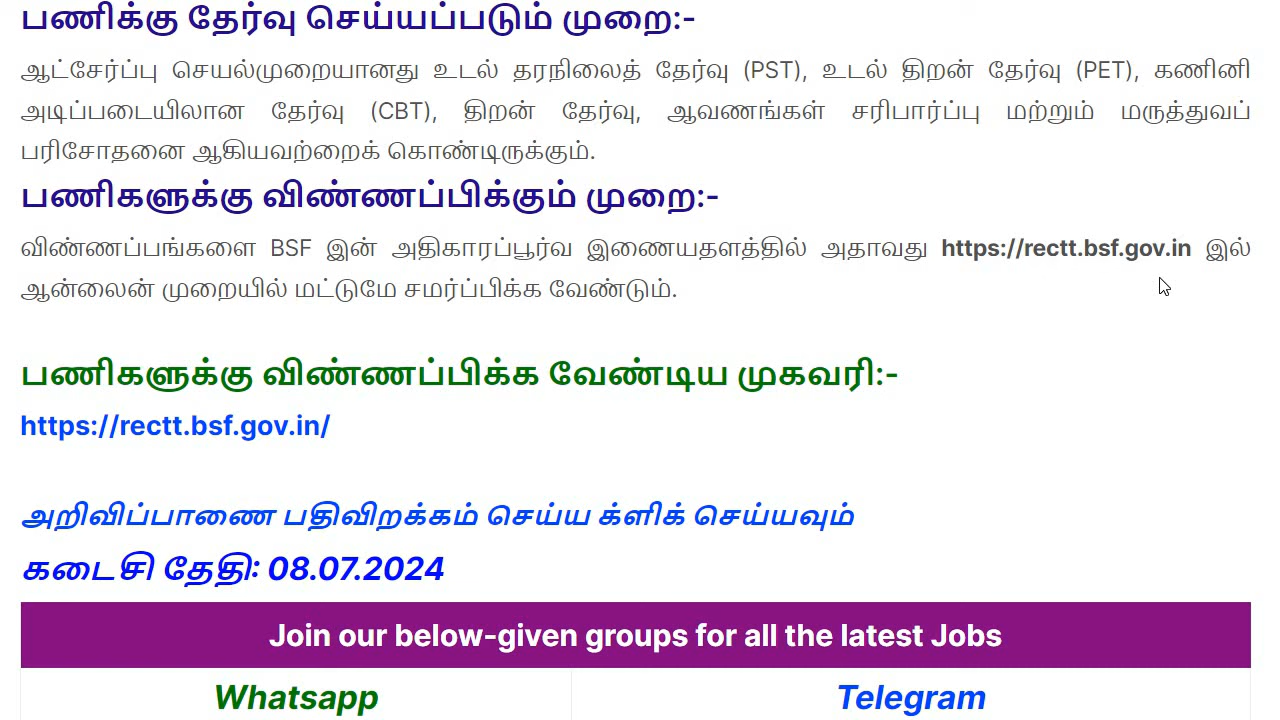 பணிக்கு தேர்வு செய்யப்படும் முறை:-
ஆட்சேர்ப்பு செயல்முறையானது உடல் தரநிலைத் தேர்வு (PST), உடல் திறன் தேர்வு (PET), கணினி
அடிப்படையிலான தேர்வு (CBT), திறன் தேர்வு, ஆவணங்கள் சரிபார்ப்பு மற்றும் மருத்துவப்
பரிசோதனை ஆகியவற்றைக் கொண்டிருக்கும்.
பணிகளுக்கு விண்ணப்பிக்கும் முறை:-
விண்ணப்பங்களை BSF இன் அதிகாரப்பூர்வ இணையதளத்தில் அதாவது https://rectt.bsf.gov.in இல்
ஆன்லைன் முறையில் மட்டுமே சமர்ப்பிக்க வேண்டும்.
பணிகளுக்கு விண்ணப்பிக்க வேண்டிய முகவரி:-
https://rectt.bsf.gov.in/
அறிவிப்பாணை பதிவிறக்கம் செய்ய க்ளிக் செய்யவும்
கடைசி தேதி: 08.07.2024
Join our below-given groups for all the latest Jobs
Whatsapp Telegram